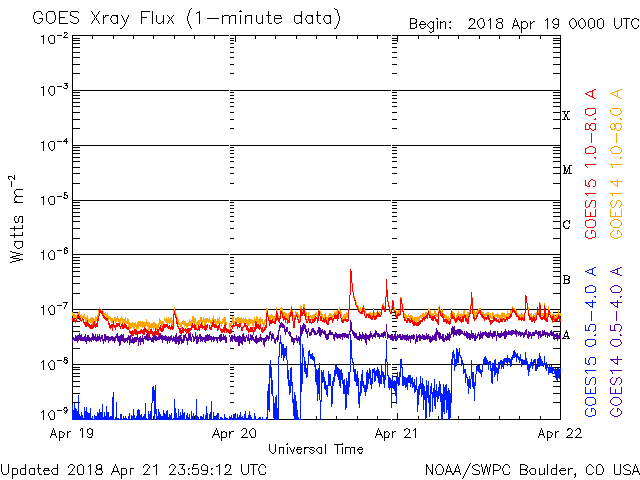 GOES Xray Flux (1-minute data)
Begin: 2018 Apr 19 0000 UTC
10-2
10-3
10-4
10-5
10-6
10-7
10-8
10-9
Watts m-2
X
M
C
B
A
GOES15 1.0-8.0 A
GOES14 1.0-8.0 A
GOES15 0.5-4.0 A
GOES14 0.5-4.0 A
Apr 19
Apr 20
Apr 21
Apr 22
Universal Time
Updated 2018 Apr 21 23:59:12 UTC
NOAA/SWPC Boulder, CO USA